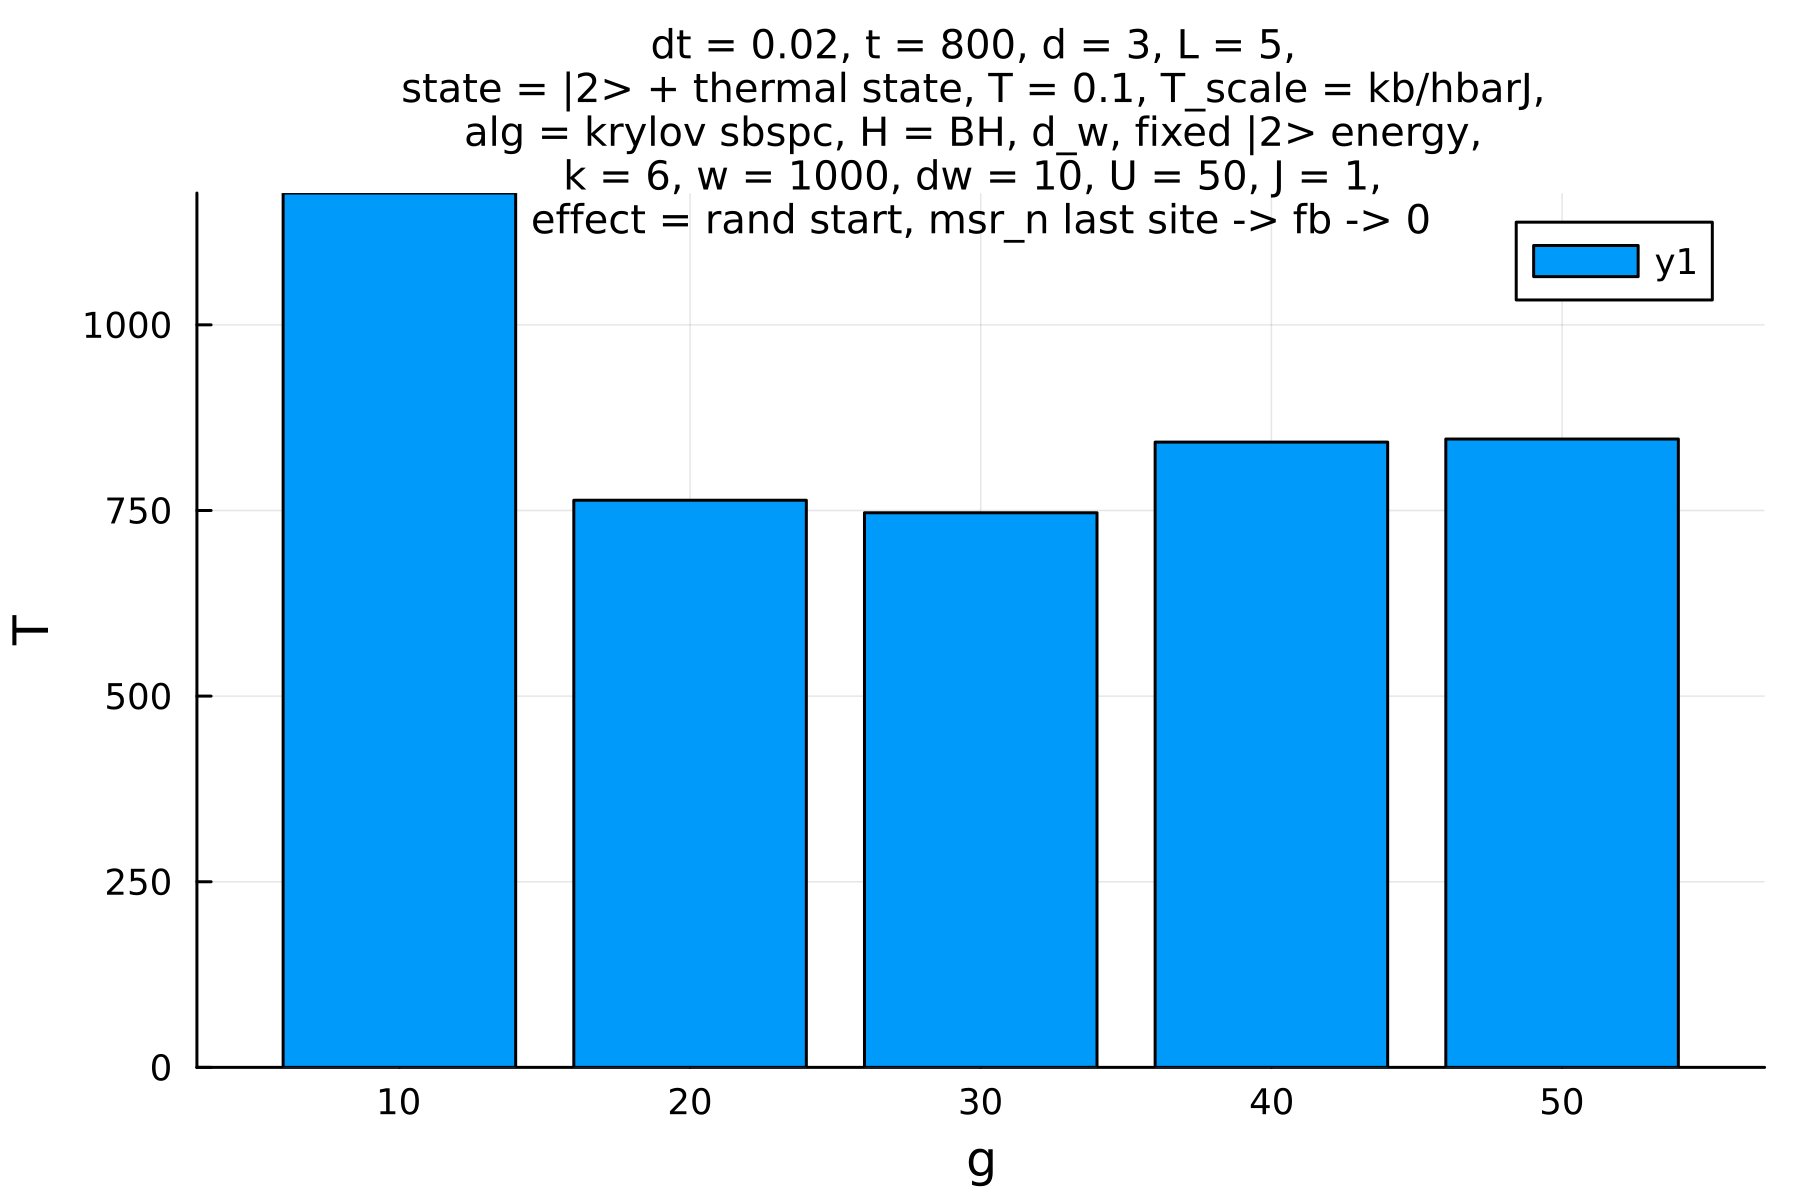 dt = 0.02, t = 800, d = 3, L = 5,
state = |2> + thermal state, T = 0.1, T_scale = kb/hbarJ,
alg = krylov sbspc, H = BH, d_w, fixed |2> energy,
k = 6, w = 1000, dw = 10, U = 50, J = 1,
effect = rand start, msr_n last site -> fb -> 0
y1
1000
750
500
250
0
T
10 20 30 40 50
g